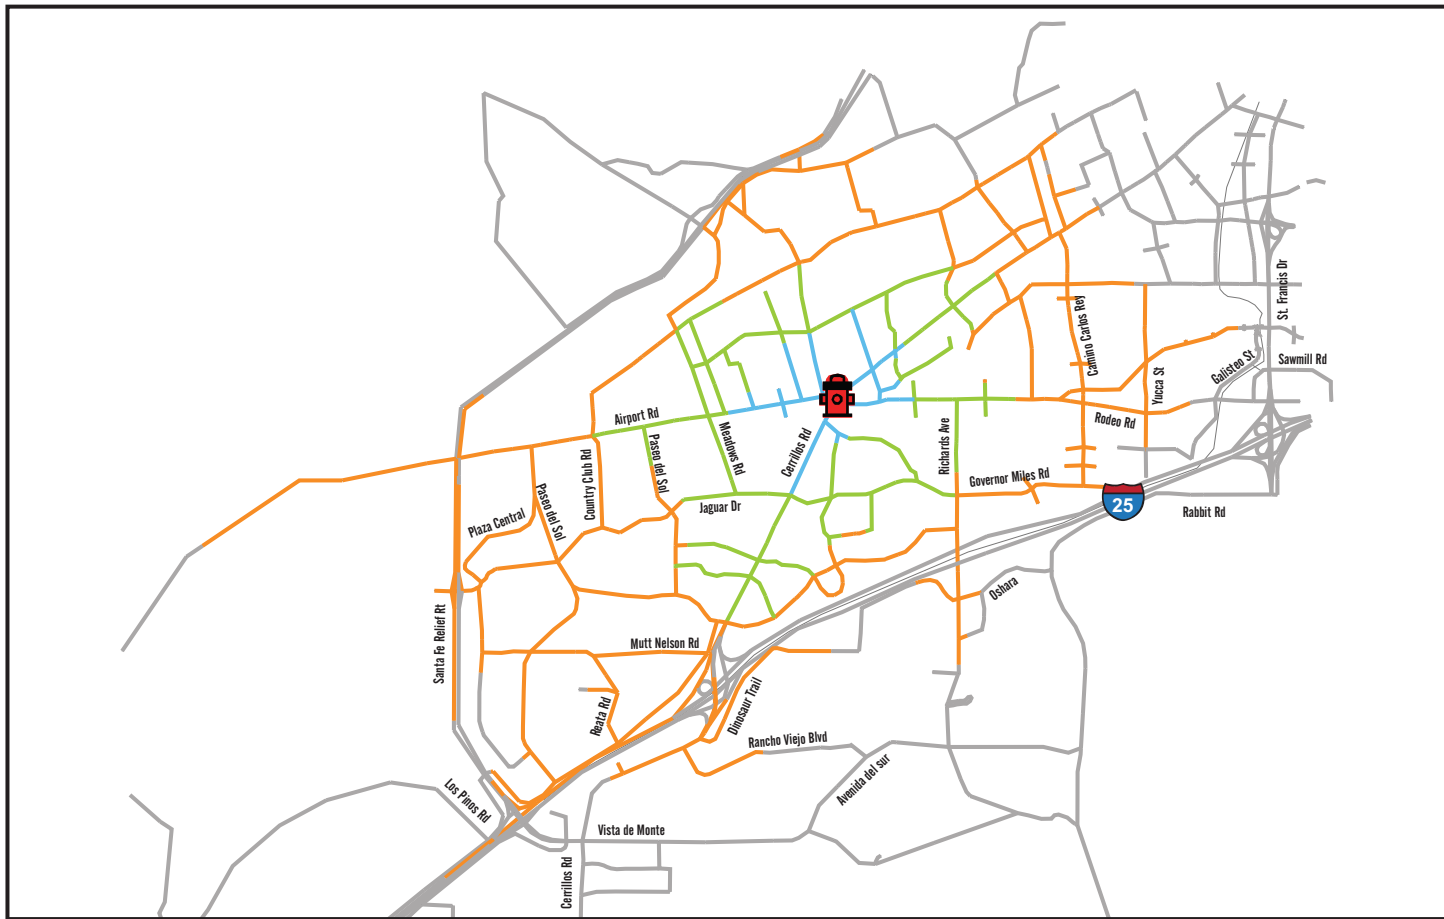 St. Francis Dr
Camino Carlos Rey
Galisteo St
Sawmill Rd
Yucca St
Airport Rd
Rodeo Rd
Meadows Rd
Paseo del Sol
Cerrillos Rd
Richards Ave
Country Club Rd
Governor Miles Rd
Paseo del Sol
Jaguar Dr
25
Plaza Central
Rabbit Rd
Oshara
Santa Fe Relief Rt
Mutt Nelson Rd
Dinosaur Trail
Reata Rd
Rancho Viejo Blvd
Avenida del sur
Los Pinos Rd
Vista de Monte
Cerrillos Rd